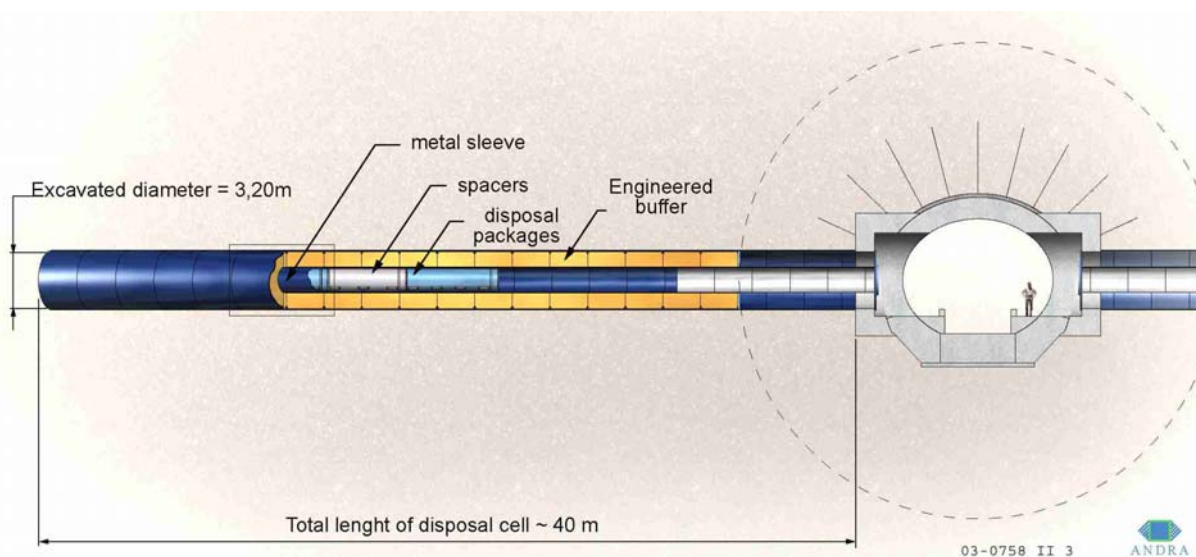 metal sleeve
Excavated diameter = 3,20m
spacers
Engineered
buffer
disposal
packages
Total lenght of disposal cell ~ 40 m
03-0758 II 3
ANDRA